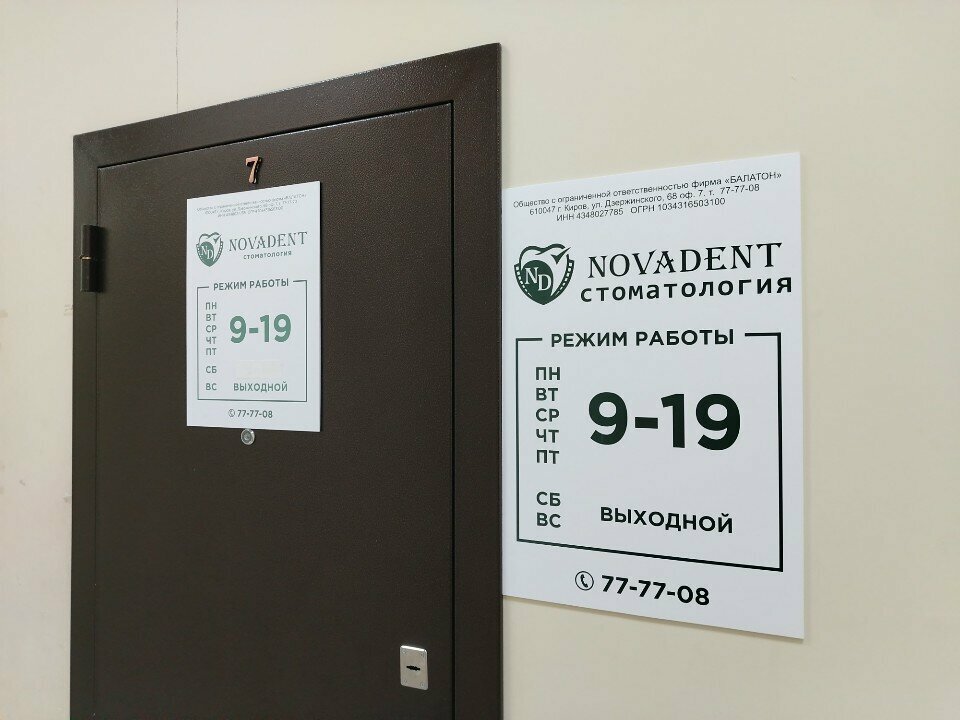 7
NOVADENT
стоматология
РЕЖИМ РАБОТЫ
ПН
ВТ
СР
ЧТ
ПТ
9-19
СБ
ВС
ВЫХОДНОЙ
77-77-08
Общество с ограниченной ответственностью фирма «БАЛАТОН»
610047 г. Киров, ул. Дзержинского, 68 оф. 7. т. 77-77-08
ИНН 4348027785 ОГРН 1034316503100
ND
NOVADENT
стоматология
РЕЖИМ РАБОТЫ
ПН
ВТ
СР
ЧТ
ПТ
9-19
СБ
ВС
ВЫХОДНОЙ
77-77-08